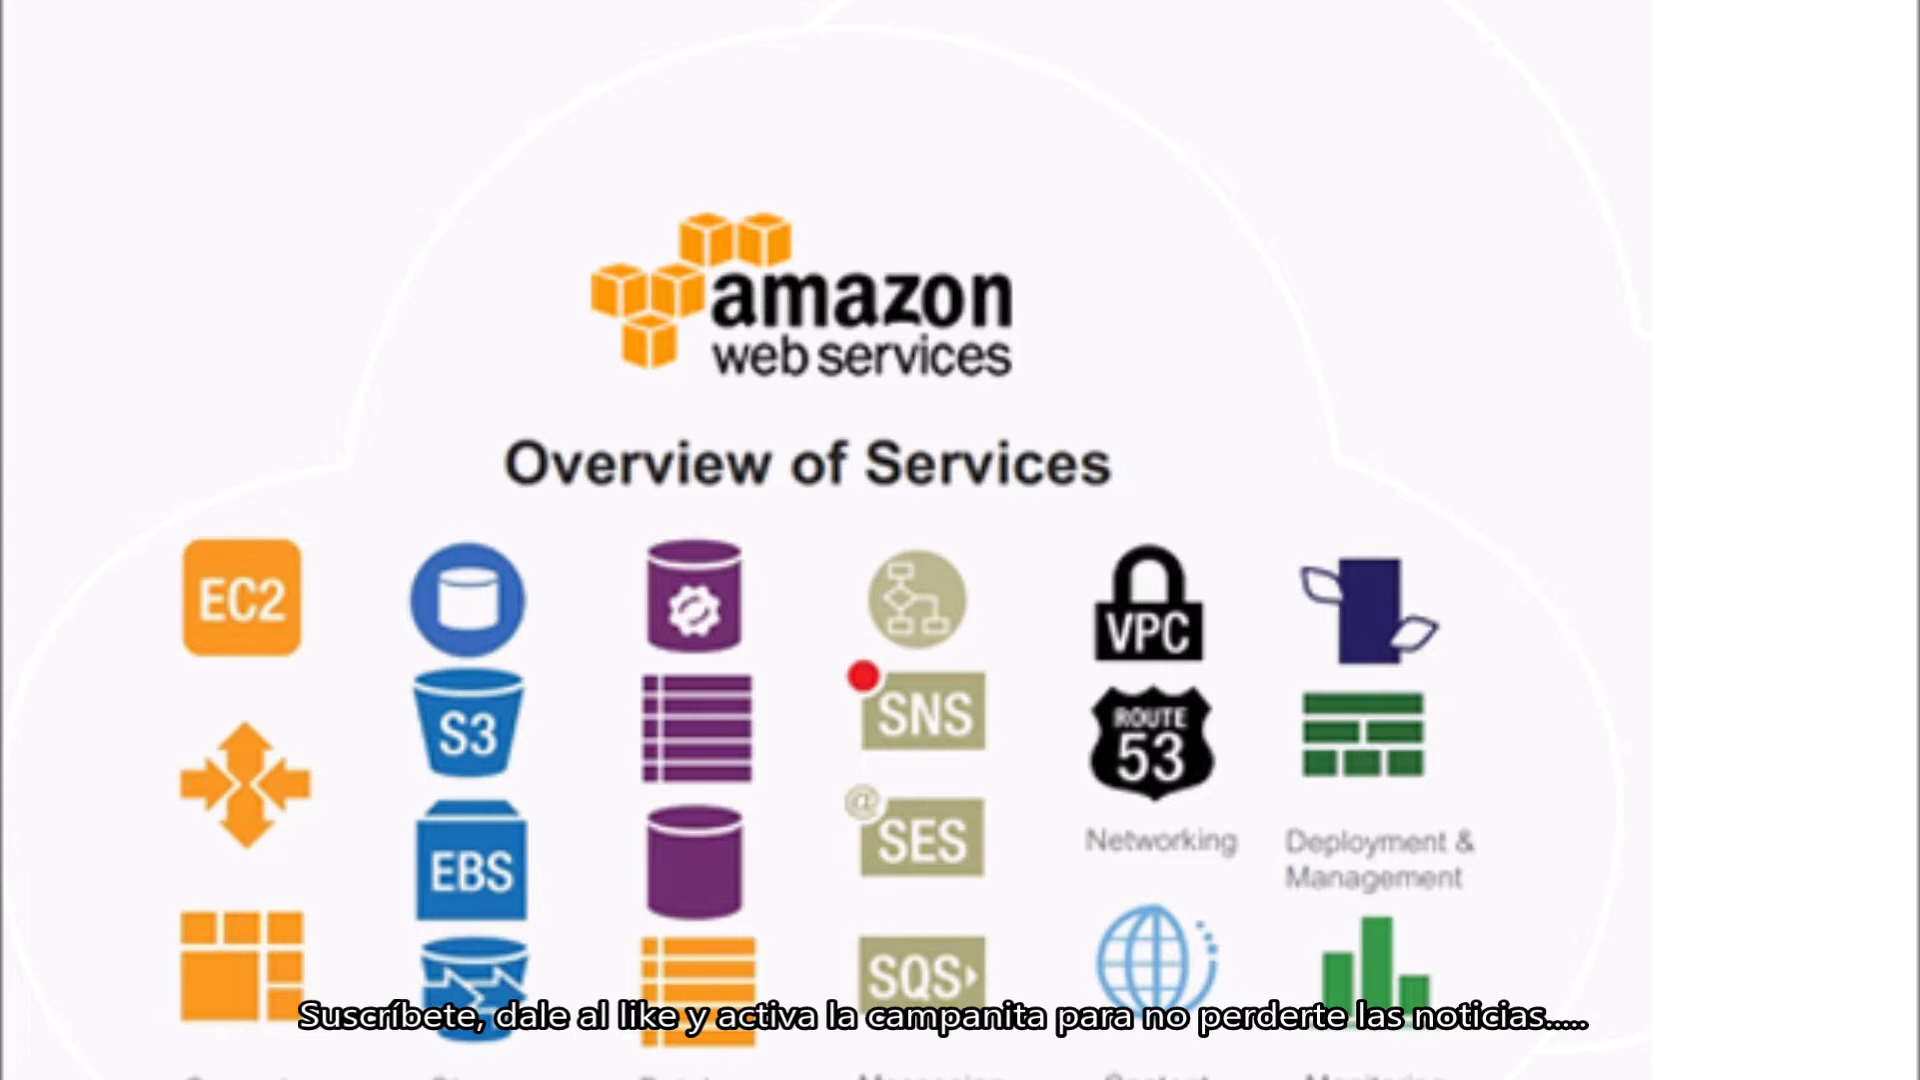 amazon
web services
Overview of Services
EC2
VPC
SNS
S3
ROUTE
53
@
SES
Networking
Deployment &
Management
EBS
SQS
Suscríbete, dale al like y activa la campanita para no perderte las noticias.....